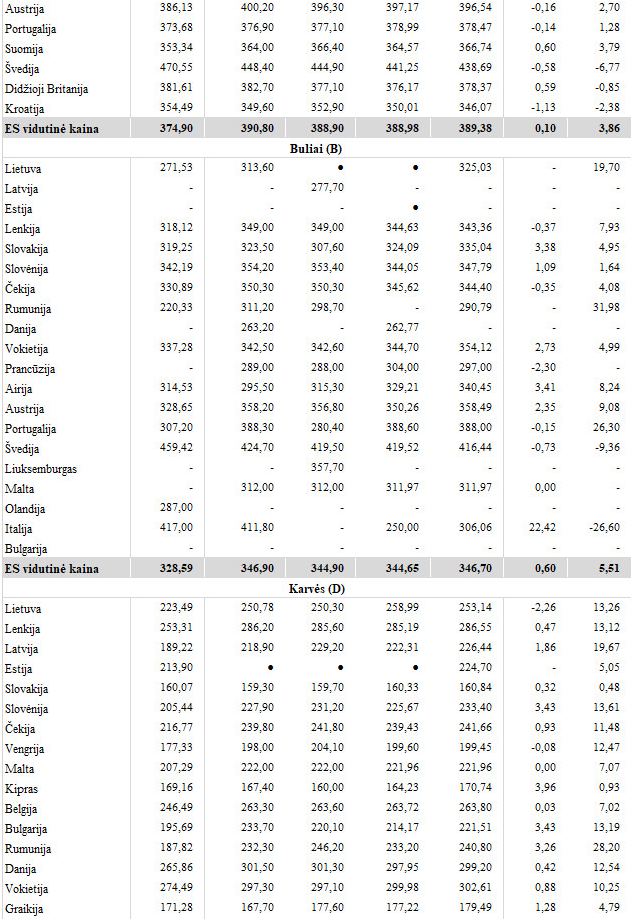 Austrija 386,13 400,20 396,30 397,17 396,54 -0,16 2,70
Portugalija 373,68 376,90 377,10 378,99 378,47 -0,14 1,28
Suomija 353,34 364,00 366,40 364,57 366,74 0,60 3,79
Švedija 470,55 448,40 444,90 441,25 438,69 -0,58 -6,77
Didžioji Britanija 381,61 382,70 377,10 376,17 378,37 0,59 -0,85
Kroatija 354,49 349,60 352,90 350,01 346,07 -1,13 -2,38
ES vidutinė kaina 374,90 390,80 388,90 388,98 389,38 0,10 3,86
Buliai (B)
Lietuva 271,53 313,60 ● ● 325,03 - 19,70
Latvija - - 277,70 - - - -
Estija - - - ● - - -
Lenkija 318,12 349,00 349,00 344,63 343,36 -0,37 7,93
Slovakija 319,25 323,50 307,60 324,09 335,04 3,38 4,95
Slovėnija 342,19 354,20 353,40 344,05 347,79 1,09 1,64
Čekija 330,89 350,30 350,30 345,62 344,40 -0,35 4,08
Rumunija 220,33 311,20 298,70 - 290,79 - 31,98
Danija - 263,20 - 262,77 - - -
Vokietija 337,28 342,50 342,60 344,70 354,12 2,73 4,99
Prancūzija - 289,00 288,00 304,00 297,00 -2,30 -
Airija 314,53 295,50 315,30 329,21 340,45 3,41 8,24
Austrija 328,65 358,20 356,80 350,26 358,49 2,35 9,08
Portugalija 307,20 388,30 280,40 388,60 388,00 -0,15 26,30
Švedija 459,42 424,70 419,50 419,52 416,44 -0,73 -9,36
Liuksemburgas - - 357,70 - - - -
Malta - 312,00 312,00 311,97 311,97 0,00 -
Olandija 287,00 - - - - - -
Italija 417,00 411,80 - 250,00 306,06 22,42 -26,60
Bulgarija - - - - - - -
ES vidutinė kaina 328,59 346,90 344,90 344,65 346,70 0,60 5,51
Karvės (D)
Lietuva 223,49 250,78 250,30 258,99 253,14 -2,26 13,26
Lenkija 253,31 286,20 285,60 285,19 286,55 0,47 13,12
Latvija 189,22 218,90 229,20 222,31 226,44 1,86 19,67
Estija 213,90 ● ● ● 224,70 - 5,05
Slovakija 160,07 159,30 159,70 160,33 160,84 0,32 0,48
Slovėnija 205,44 227,90 231,20 225,67 233,40 3,43 13,61
Čekija 216,77 239,80 241,80 239,43 241,66 0,93 11,48
Vengrija 177,33 198,00 204,10 199,60 199,45 -0,08 12,47
Malta 207,29 222,00 222,00 221,96 221,96 0,00 7,07
Kipras 169,16 167,40 160,00 164,23 170,74 3,96 0,93
Belgija 246,49 263,30 263,60 263,72 263,80 0,03 7,02
Bulgarija 195,69 233,70 220,10 214,17 221,51 3,43 13,19
Rumunija 187,82 232,30 246,20 233,20 240,80 3,26 28,20
Danija 265,86 301,50 301,30 297,95 299,20 0,42 12,54
Vokietija 274,49 297,30 297,10 299,98 302,61 0,88 10,25
Graikija 171,28 167,70 177,60 177,22 179,49 1,28 4,79